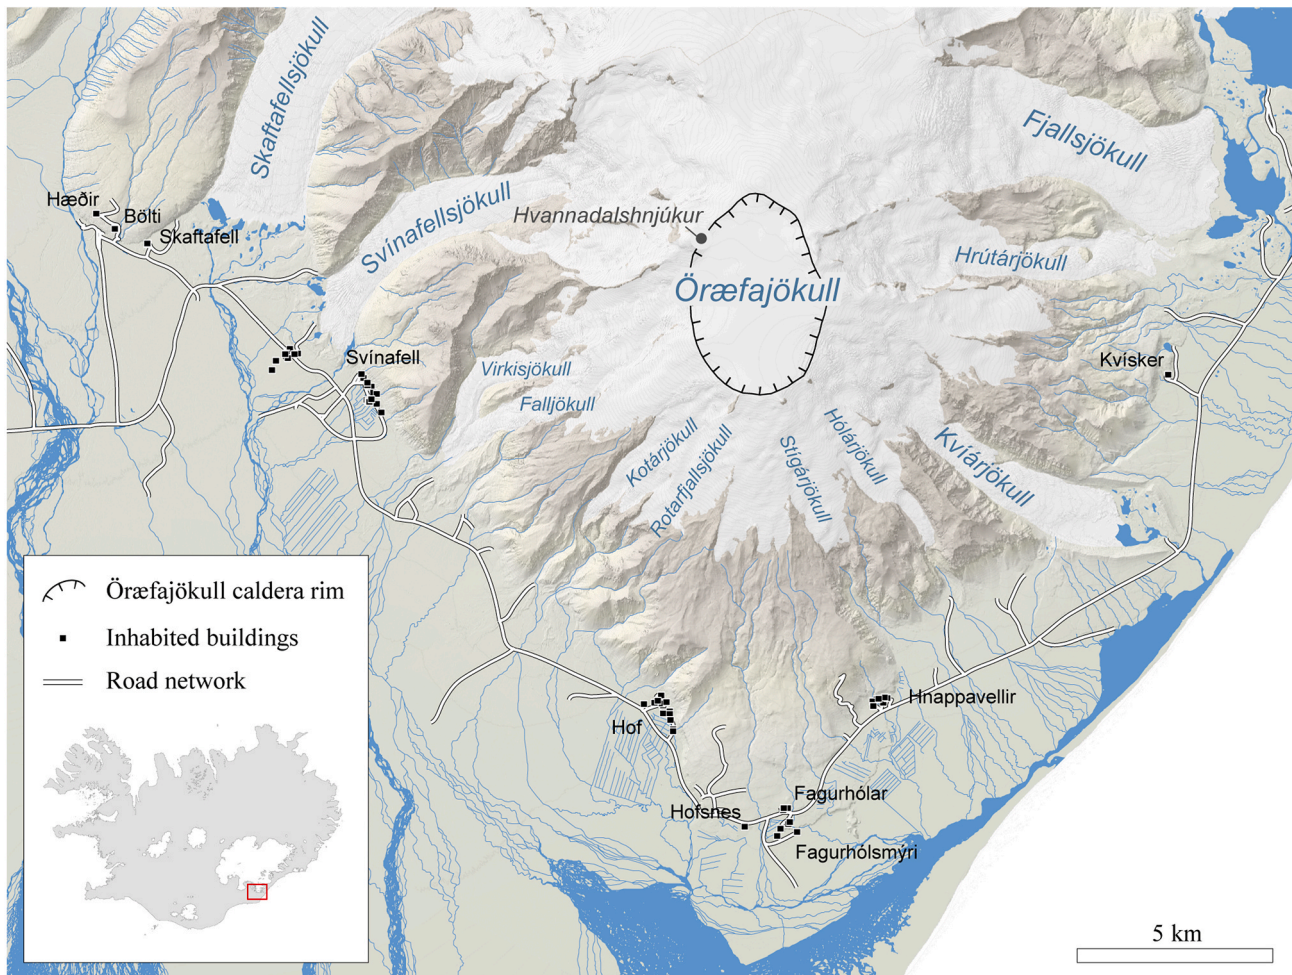 Skaftafellsjökull
Fjallsjökull
Hæðir
Bölti
Skaftafell
Svínafellsjökull
Hvannadalshnjúkur
Hrútárjökull
Öræfajökull
Svínafell
Virkisjökull
Falljökull
Kvísker
Kotárjökull
Rotarfjallsjökull
Stigárjökull
Hólárjökull
Kvíárjökull
Öræfajökull caldera rim
Inhabited buildings
Road network
Hof
Hnappavellir
Hofsnes
Fagurhólar
Fagurhólsmýri
5 km